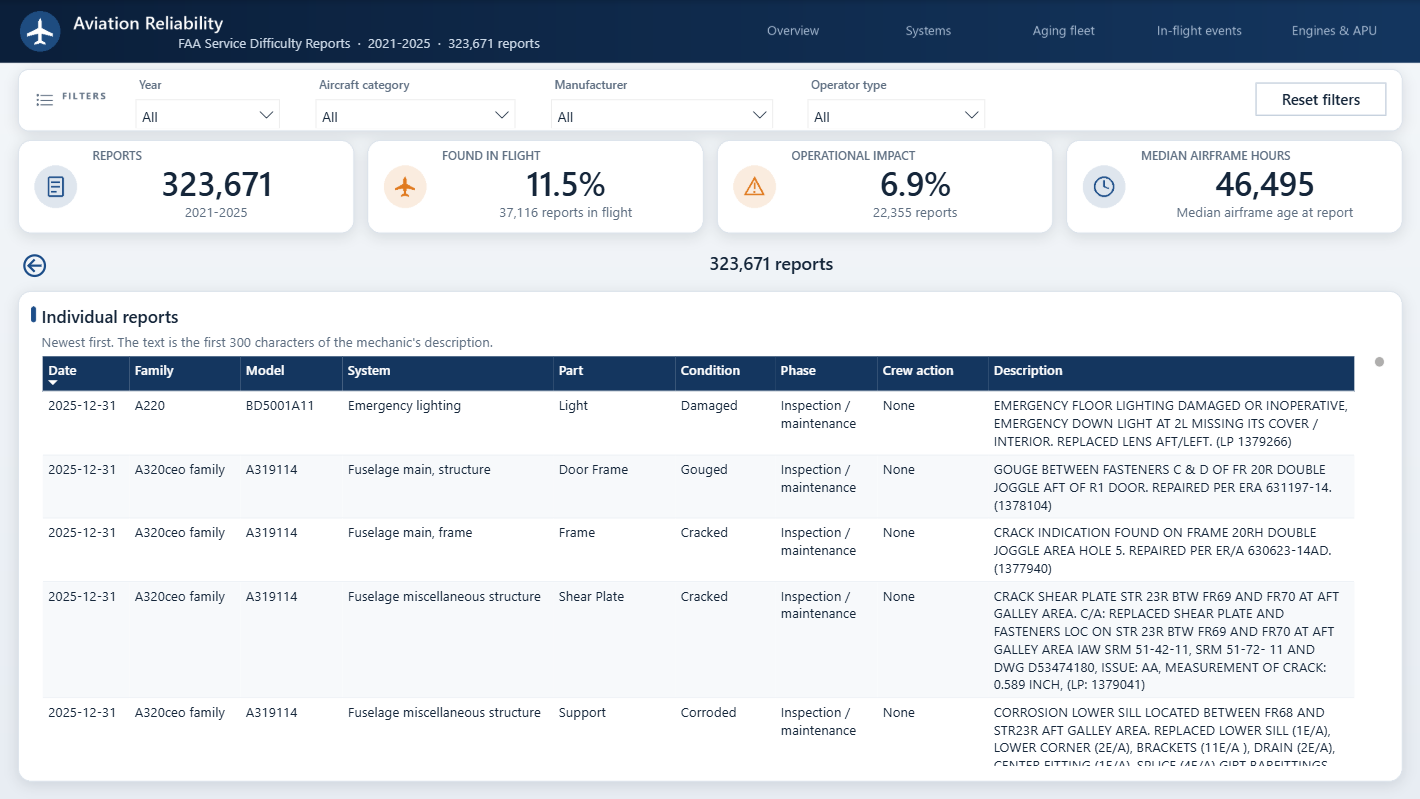 Aviation Reliability
FAA Service Difficulty Reports · 2021-2025 · 323,671 reports
Overview
Systems
Aging fleet
In-flight events
Engines & APU
FILTERS
Year
All
Aircraft category
All
Manufacturer
All
Operator type
All
Reset filters
REPORTS
323,671
2021-2025
FOUND IN FLIGHT
11.5%
37,116 reports in flight
OPERATIONAL IMPACT
6.9%
22,355 reports
MEDIAN AIRFRAME HOURS
46,495
Median airframe age at report
323,671 reports
Individual reports
Newest first. The text is the first 300 characters of the mechanic's description.
Date Family Model System Part Condition Phase Crew action Description
2025-12-31 A220 BD5001A11 Emergency lighting Light Damaged Inspection / None EMERGENCY FLOOR LIGHTING DAMAGED OR INOPERATIVE,
maintenance EMERGENCY DOWN LIGHT AT 2L MISSING ITS COVER /
INTERIOR. REPLACED LENS AFT/LEFT. (LP 1379266)
2025-12-31 A320ceo family A319114 Fuselage main, structure Door Frame Gouged Inspection / None GOUGE BETWEEN FASTENERS C & D OF FR 20R DOUBLE
maintenance JOGGLE AFT OF R1 DOOR. REPAIRED PER ERA 631197-14.
(1378104)
2025-12-31 A320ceo family A319114 Fuselage main, frame Frame Cracked Inspection / None CRACK INDICATION FOUND ON FRAME 20RH DOUBLE
maintenance JOGGLE AREA HOLE 5. REPAIRED PER ER/A 630623-14AD.
(1377940)
2025-12-31 A320ceo family A319114 Fuselage miscellaneous structure Shear Plate Cracked Inspection / None CRACK SHEAR PLATE STR 23R BTW FR69 AND FR70 AT AFT
maintenance GALLEY AREA. C/A: REPLACED SHEAR PLATE AND
FASTENERS LOC ON STR 23R BTW FR69 AND FR70 AT AFT
GALLEY AREA IAW SRM 51-42-11, SRM 51-72- 11 AND
DWG D53474180, ISSUE: AA, MEASUREMENT OF CRACK:
0.589 INCH, (LP: 1379041)
2025-12-31 A320ceo family A319114 Fuselage miscellaneous structure Support Corroded Inspection / None CORROSION LOWER SILL LOCATED BETWEEN FR68 AND
maintenance STR23R AFT GALLEY AREA. REPLACED LOWER SILL (1E/A),
LOWER CORNER (2E/A), BRACKETS (11E/A ), DRAIN (2E/A),
CENTER FITTING (1E/A), SPLICE (4E/A)